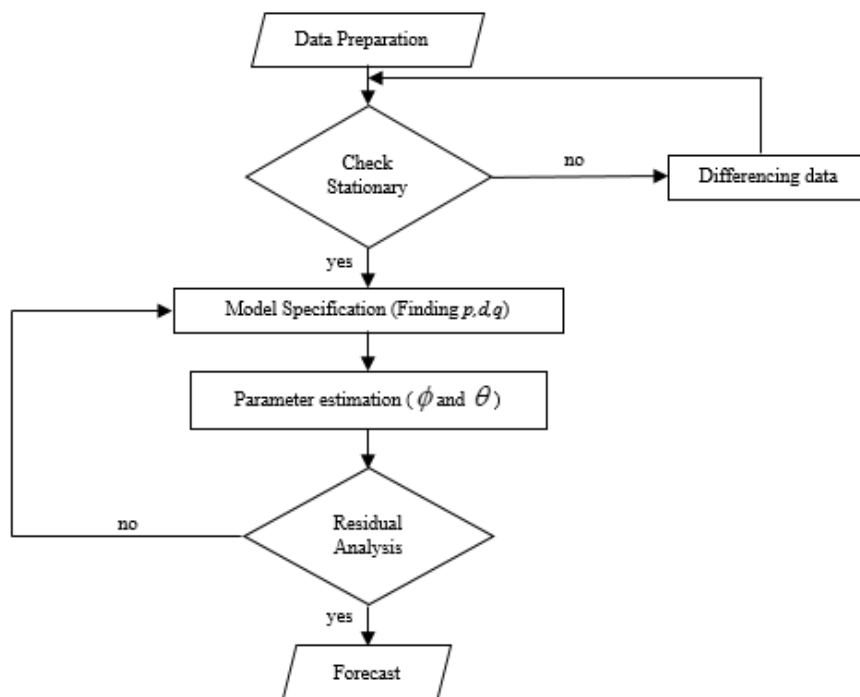 Data Preparation
Check
Stationary
no
Differencing data
yes
Model Specification (Finding p,d,q)
Parameter estimation ( ϕ and θ )
no
Residual
Analysis
yes
Forecast